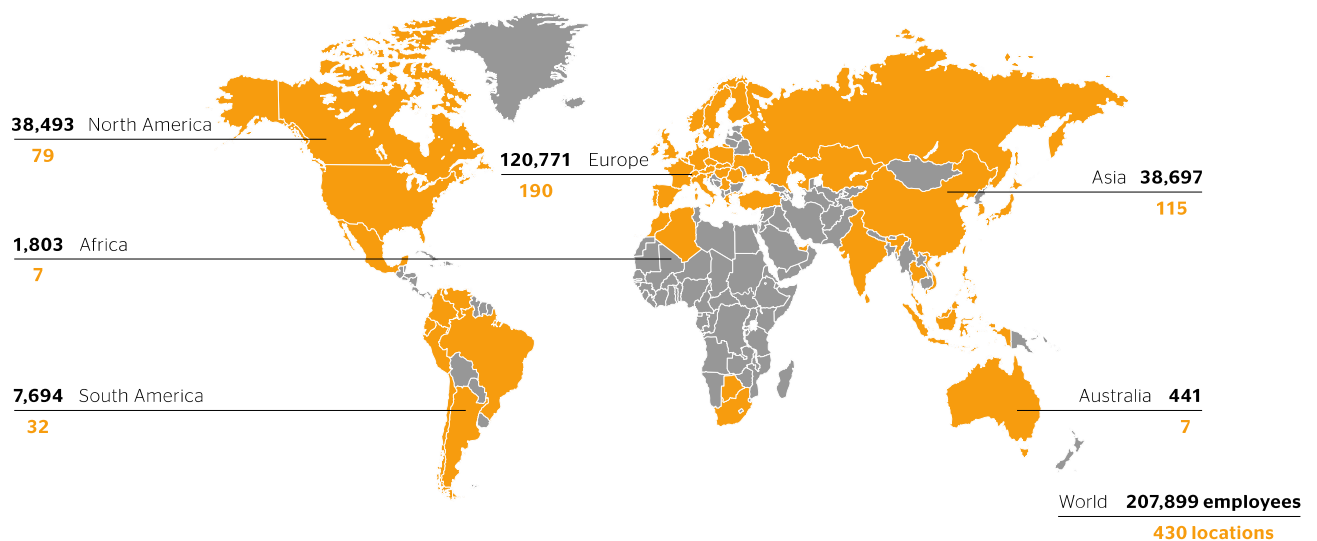 38,493 North America
79
120,771 Europe
190
Asia 38,697
115
1,803 Africa
7
7,694 South America
32
Australia 441
7
World 207,899 employees
430 locations